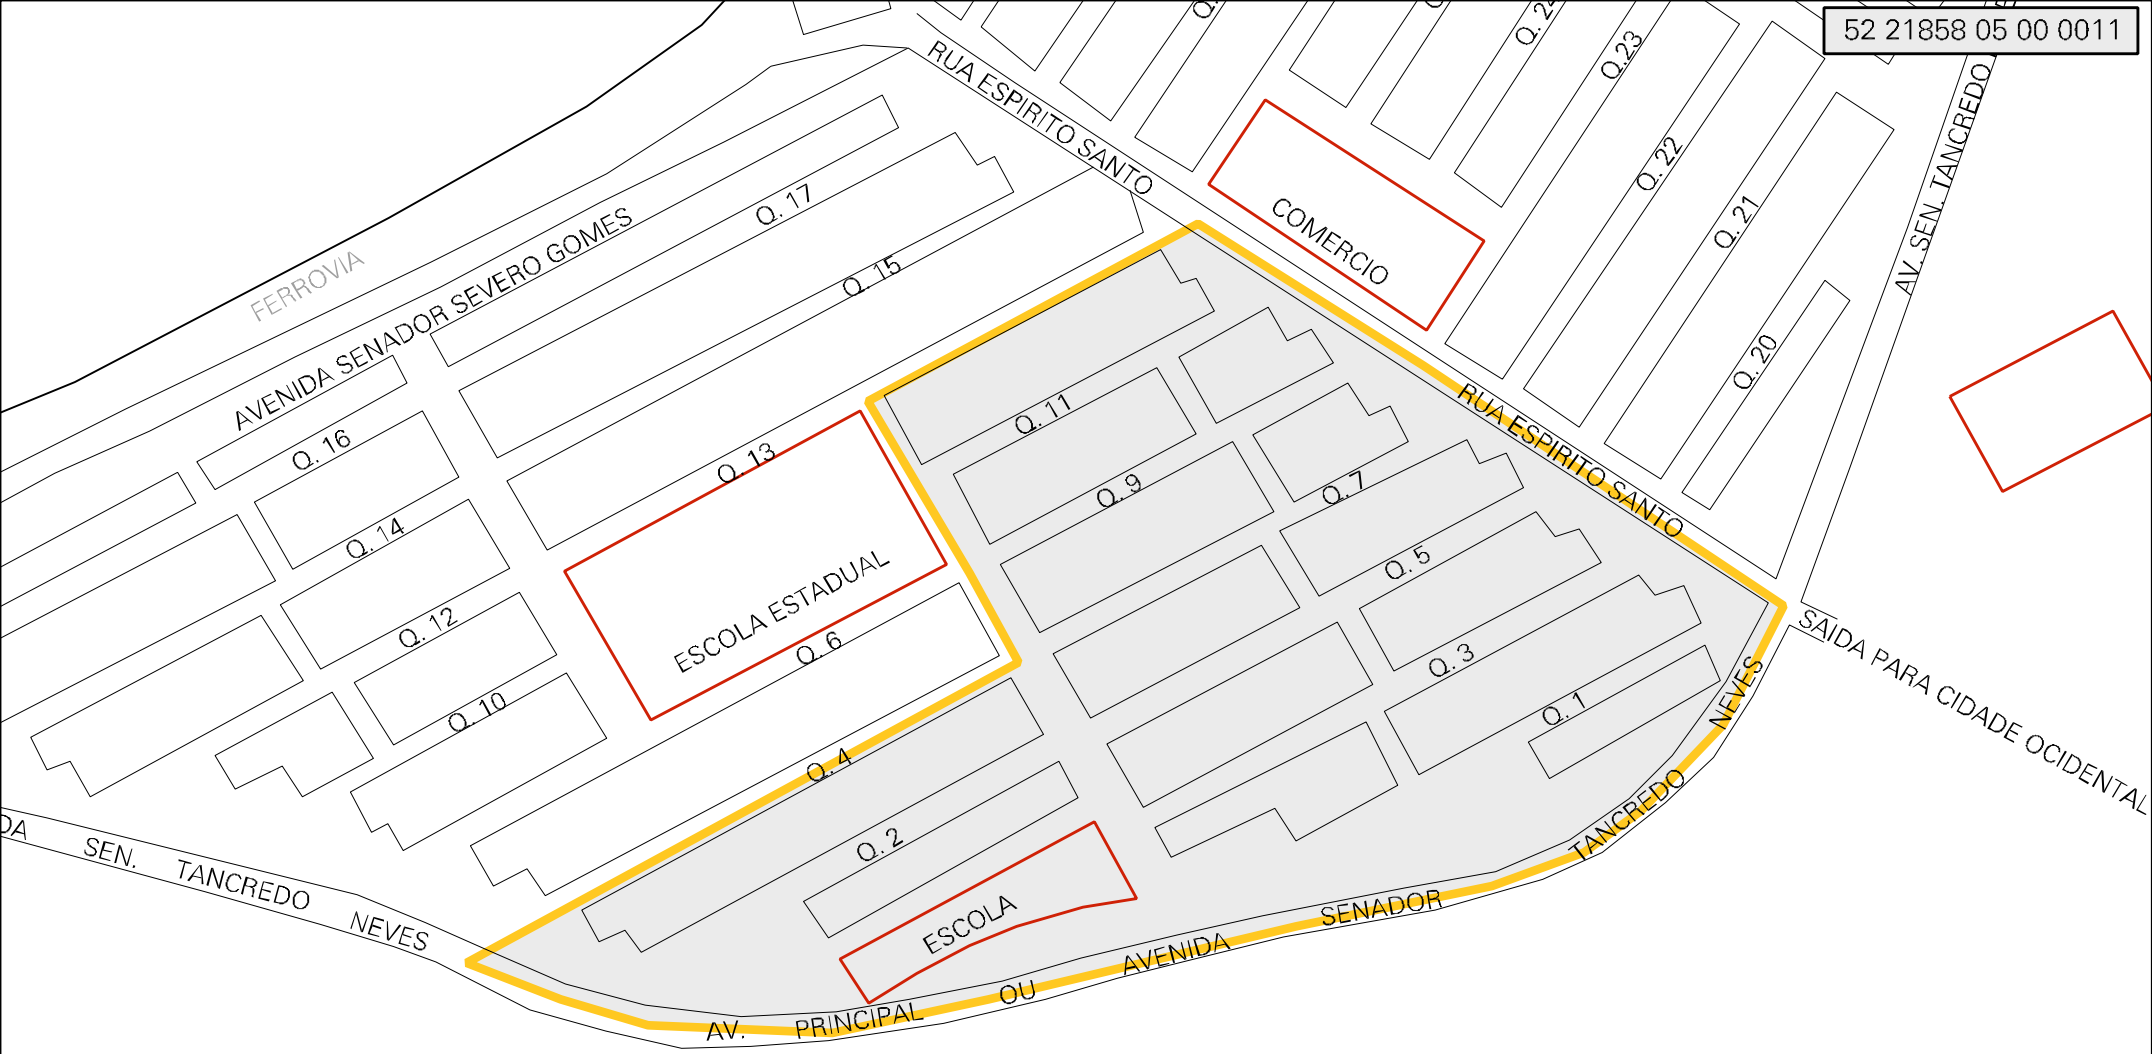 52 21858 05 00 0011
Q. 23
RUA ESPIRITO SANTO
AV. SEN. TANCREDO
Q. 22
Q. 17
Q. 21
COMERCIO
AVENIDA SENADOR SEVERO GOMES
FERROVIA
Q. 15
Q. 20
Q. 11
RUA ESPIRITO SANTO
Q. 16
Q. 13
Q. 9
Q. 7
Q. 14
Q. 5
ESCOLA ESTADUAL
Q. 12
Q. 6
Q. 3
SAIDA PARA CIDADE OCIDENTAL
Q. 10
Q. 1
Q. 4
Q. 2
ESCOLA
DA SEN. TANCREDO NEVES
AV. PRINCIPAL OU AVENIDA SENADOR TANCREDO NEVES